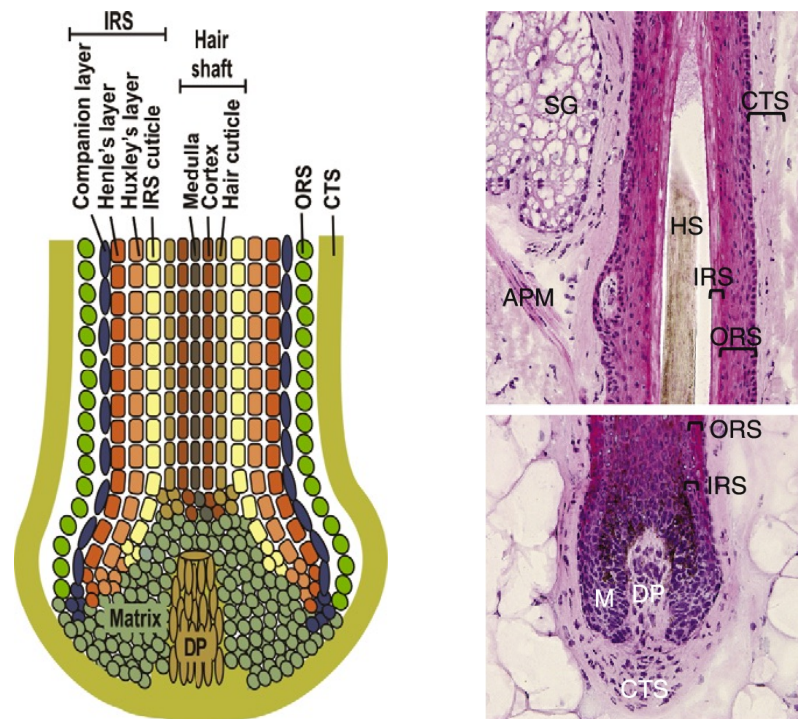 IRS
Hair
shaft
Companion layer
Henle's layer
Huxley's layer
IRS cuticle
Medulla
Cortex
Hair cuticle
ORS
CTS
Matrix
DP
SG
CTS
HS
IRS
APM
ORS
ORS
IRS
M
DP
CTS